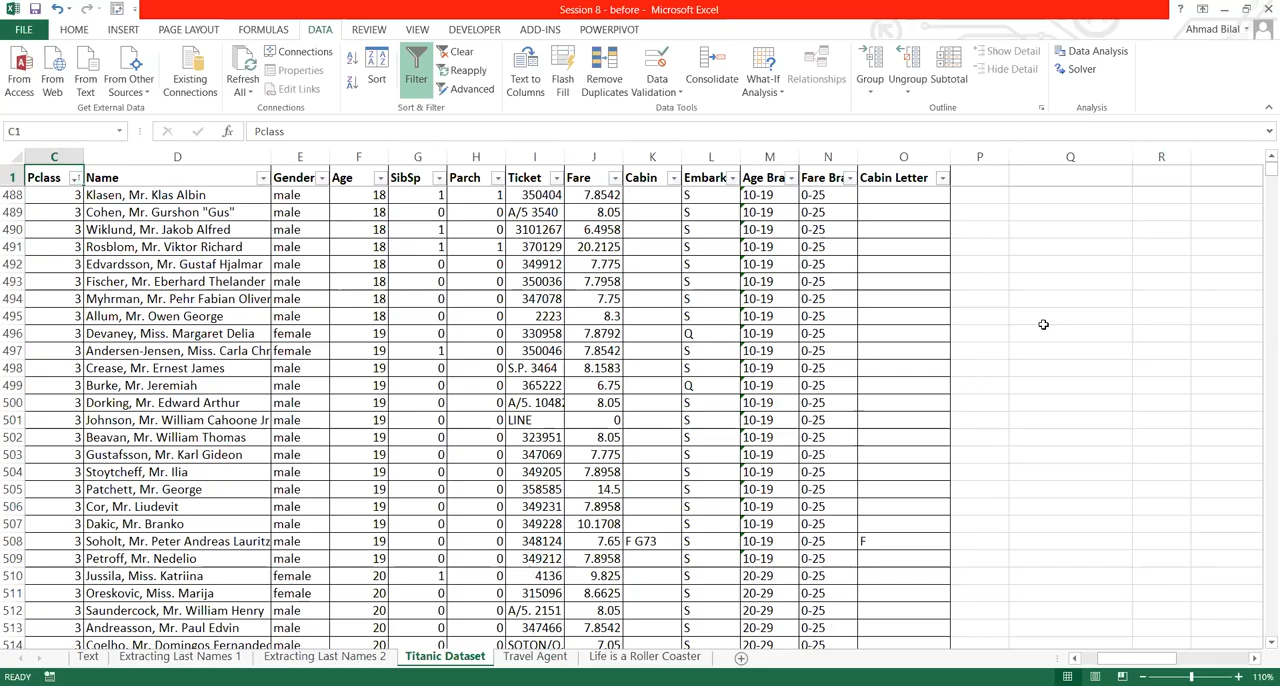 Session 8 - before - Microsoft Excel
FILE HOME INSERT PAGE LAYOUT FORMULAS DATA REVIEW VIEW DEVELOPER ADD-INS POWERPIVOT Ahmad Bilal
From Access From Web From Text From Other Sources Existing Connections Refresh All Connections Properties Edit Links Sort Filter Clear Reapply Advanced Text to Columns Flash Fill Remove Duplicates Data Validation Consolidate What-If Analysis Relationships Group Ungroup Subtotal Show Detail Hide Detail Data Analysis Solver
Get External Data Connections Sort & Filter Data Tools Outline Analysis
C1 fx Pclass
C D E F G H I J K L M N O P Q R
1 Pclass Name Gender Age SibSp Parch Ticket Fare Cabin Embark Age Bra Fare Bra Cabin Letter
488 3 Klasen, Mr. Klas Albin male 18 1 1 350404 7.8542 S 10-19 0-25
489 3 Cohen, Mr. Gurshon "Gus" male 18 0 0 A/5 3540 8.05 S 10-19 0-25
490 3 Wiklund, Mr. Jakob Alfred male 18 1 0 3101267 6.4958 S 10-19 0-25
491 3 Rosblom, Mr. Viktor Richard male 18 1 1 370129 20.2125 S 10-19 0-25
492 3 Edvardsson, Mr. Gustaf Hjalmar male 18 0 0 349912 7.775 S 10-19 0-25
493 3 Fischer, Mr. Eberhard Thelander male 18 0 0 350036 7.7958 S 10-19 0-25
494 3 Myhrman, Mr. Pehr Fabian Oliver male 18 0 0 347078 7.75 S 10-19 0-25
495 3 Allum, Mr. Owen George male 18 0 0 2223 8.3 S 10-19 0-25
496 3 Devaney, Miss. Margaret Delia female 19 0 0 330958 7.8792 Q 10-19 0-25
497 3 Andersen-Jensen, Miss. Carla Chr female 19 1 0 350046 7.8542 S 10-19 0-25
498 3 Crease, Mr. Ernest James male 19 0 0 S.P. 3464 8.1583 S 10-19 0-25
499 3 Burke, Mr. Jeremiah male 19 0 0 365222 6.75 Q 10-19 0-25
500 3 Dorking, Mr. Edward Arthur male 19 0 0 A/5. 10482 8.05 S 10-19 0-25
501 3 Johnson, Mr. William Cahoone Jr male 19 0 0 LINE 0 S 10-19 0-25
502 3 Beavan, Mr. William Thomas male 19 0 0 323951 8.05 S 10-19 0-25
503 3 Gustafsson, Mr. Karl Gideon male 19 0 0 347069 7.775 S 10-19 0-25
504 3 Stoytcheff, Mr. Ilia male 19 0 0 349205 7.8958 S 10-19 0-25
505 3 Patchett, Mr. George male 19 0 0 358585 14.5 S 10-19 0-25
506 3 Cor, Mr. Liudevit male 19 0 0 349231 7.8958 S 10-19 0-25
507 3 Dakic, Mr. Branko male 19 0 0 349228 10.1708 S 10-19 0-25
508 3 Soholt, Mr. Peter Andreas Lauritz male 19 0 0 348124 7.65 F G73 S 10-19 0-25 F
509 3 Petroff, Mr. Nedelio male 19 0 0 349212 7.8958 S 10-19 0-25
510 3 Jussila, Miss. Katriina female 20 1 0 4136 9.825 S 20-29 0-25
511 3 Oreskovic, Miss. Marija female 20 0 0 315096 8.6625 S 20-29 0-25
512 3 Saundercock, Mr. William Henry male 20 0 0 A/5. 2151 8.05 S 20-29 0-25
513 3 Andreasson, Mr. Paul Edvin male 20 0 0 347466 7.8542 S 20-29 0-25
514 3 Coelho, Mr. Domingos Fernandeo male 20 0 0 SOTON/O. 7.05 S 20-29 0-25
Text Extracting Last Names 1 Extracting Last Names 2 Titanic Dataset Travel Agent Life is a Roller Coaster
READY 110%